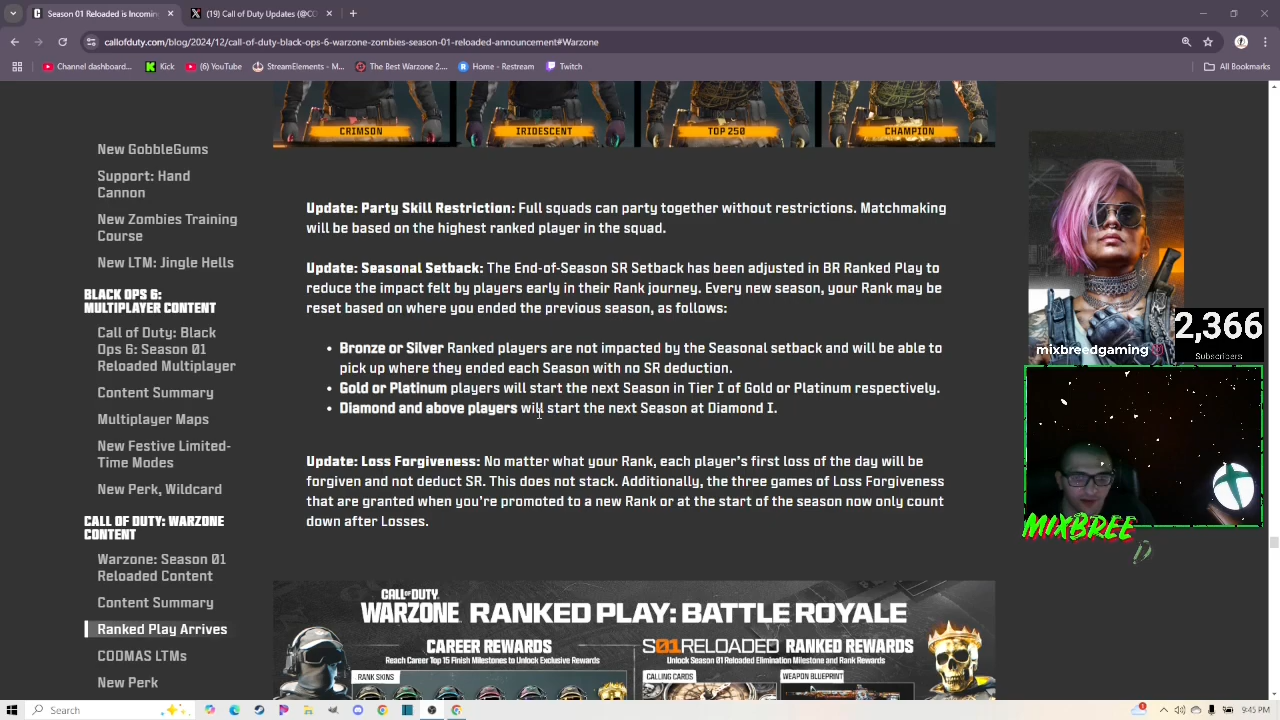 Season 01 Reloaded is Incomin
(19) Call of Duty Updates (@CO
callofduty.com/blog/2024/12/call-of-duty-black-ops-6-warzone-zombies-season-01-reloaded-announcement#Warzone
Channel dashboard... Kick (6) YouTube StreamElements - M... The Best Warzone 2.... Home - Restream Twitch All Bookmarks
CRIMSON IRIDESCENT TOP 250 CHAMPION
New GobbleGums
Support: Hand
Cannon
New Zombies Training
Course
New LTM: Jingle Hells
BLACK OPS 6:
MULTIPLAYER CONTENT
Call of Duty: Black
Ops 6: Season 01
Reloaded Multiplayer
Content Summary
Multiplayer Maps
New Festive Limited-
Time Modes
New Perk, Wildcard
CALL OF DUTY: WARZONE
CONTENT
Warzone: Season 01
Reloaded Content
Content Summary
Ranked Play Arrives
CODMAS LTMs
New Perk
Update: Party Skill Restriction: Full squads can party together without restrictions. Matchmaking
will be based on the highest ranked player in the squad.
Update: Seasonal Setback: The End-of-Season SR Setback has been adjusted in BR Ranked Play to
reduce the impact felt by players early in their Rank journey. Every new season, your Rank may be
reset based on where you ended the previous season, as follows:
• Bronze or Silver Ranked players are not impacted by the Seasonal setback and will be able to
pick up where they ended each Season with no SR deduction.
• Gold or Platinum players will start the next Season in Tier I of Gold or Platinum respectively.
• Diamond and above players will start the next Season at Diamond I.
Update: Loss Forgiveness: No matter what your Rank, each player's first loss of the day will be
forgiven and not deduct SR. This does not stack. Additionally, the three games of Loss Forgiveness
that are granted when you're promoted to a new Rank or at the start of the season now only count
down after Losses.
CALL OF DUTY
WARZONE RANKED PLAY: BATTLE ROYALE
CAREER REWARDS
Reach Career Top 15 Finish Milestones to Unlock Exclusive Rewards
RANK SKINS
S01RELOADED RANKED REWARDS
Unlock Season 01 Reloaded Elimination Milestone and Rank Rewards
CALLING CARDS WEAPON BLUEPRINT
mixbreedgaming
2,366
Subscribers
MIXBREE
D
Search
9:45 PM